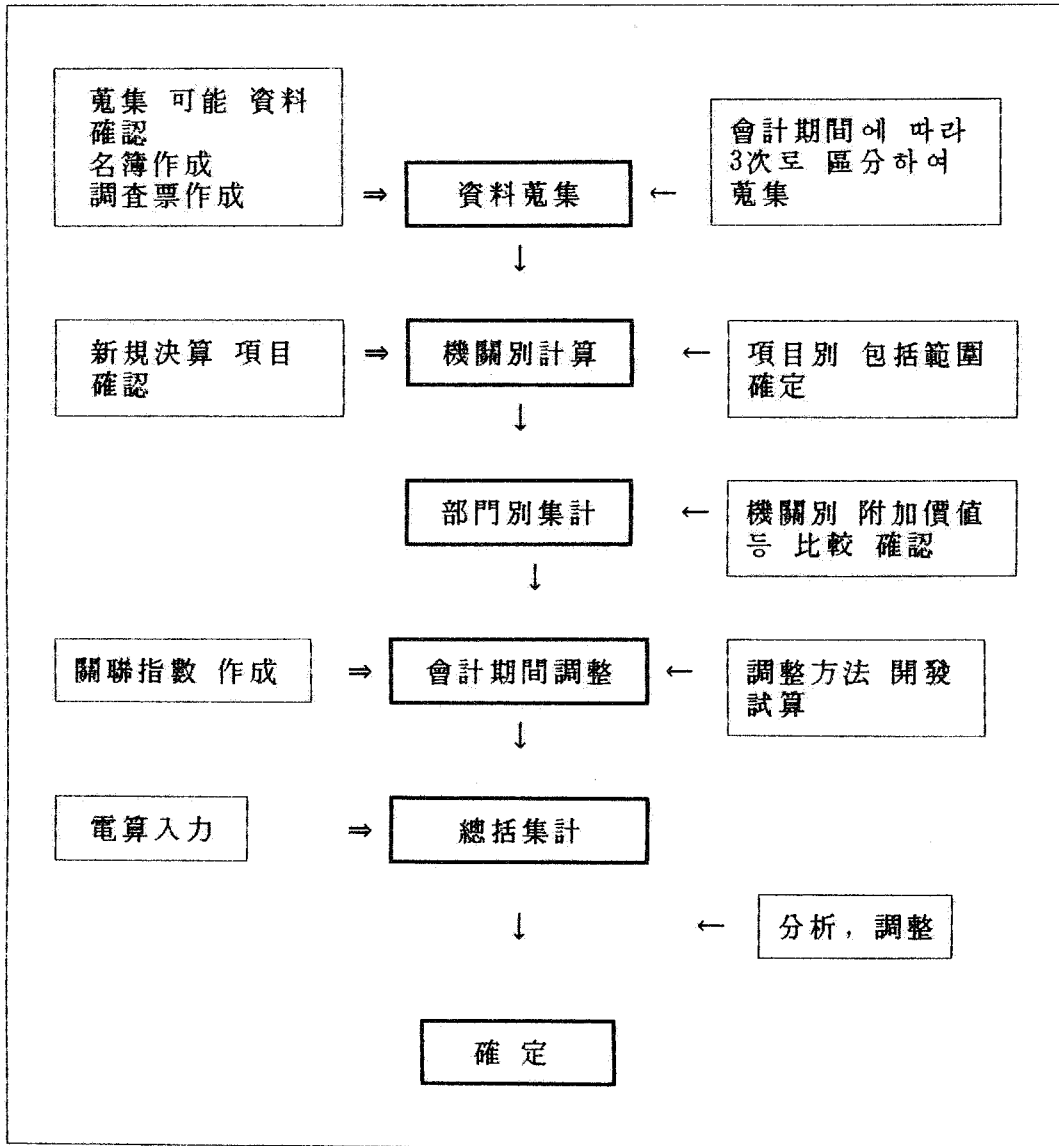 蒐集 可能 資料
確認
名簿作成
調査票作成
⇒
資料蒐集
←
會計期間에 따라
3次로 區分하여
蒐集
↓
新規決算 項目
確認
⇒
機關別計算
←
項目別 包括範圍
確定
↓
部門別集計
←
機關別 附加價値
등 比較 確認
↓
關聯指數 作成
⇒
會計期間調整
←
調整方法 開發
試算
↓
電算入力
⇒
總括集計
↓
←
分析, 調整
確 定